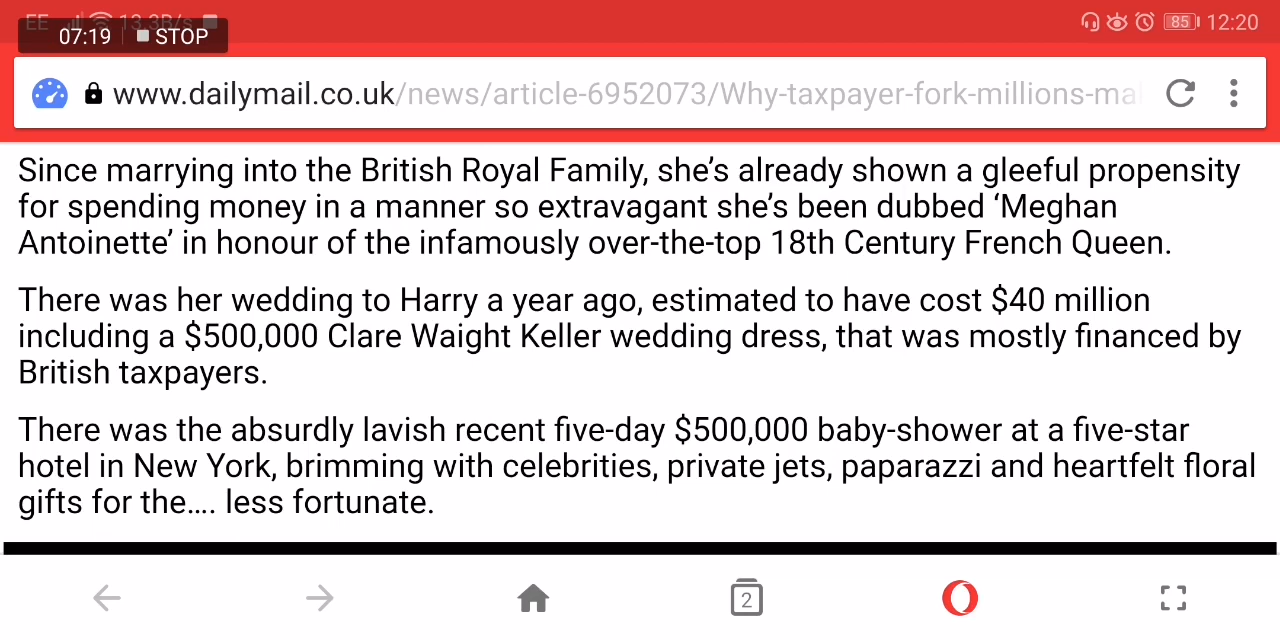 EE 13.3B/s 85 12:20
07:19 STOP
www.dailymail.co.uk/news/article-6952073/Why-taxpayer-fork-millions-ma
Since marrying into the British Royal Family, she’s already shown a gleeful propensity
for spending money in a manner so extravagant she’s been dubbed ‘Meghan
Antoinette’ in honour of the infamously over-the-top 18th Century French Queen.
There was her wedding to Harry a year ago, estimated to have cost $40 million
including a $500,000 Clare Waight Keller wedding dress, that was mostly financed by
British taxpayers.
There was the absurdly lavish recent five-day $500,000 baby-shower at a five-star
hotel in New York, brimming with celebrities, private jets, paparazzi and heartfelt floral
gifts for the.... less fortunate.
2